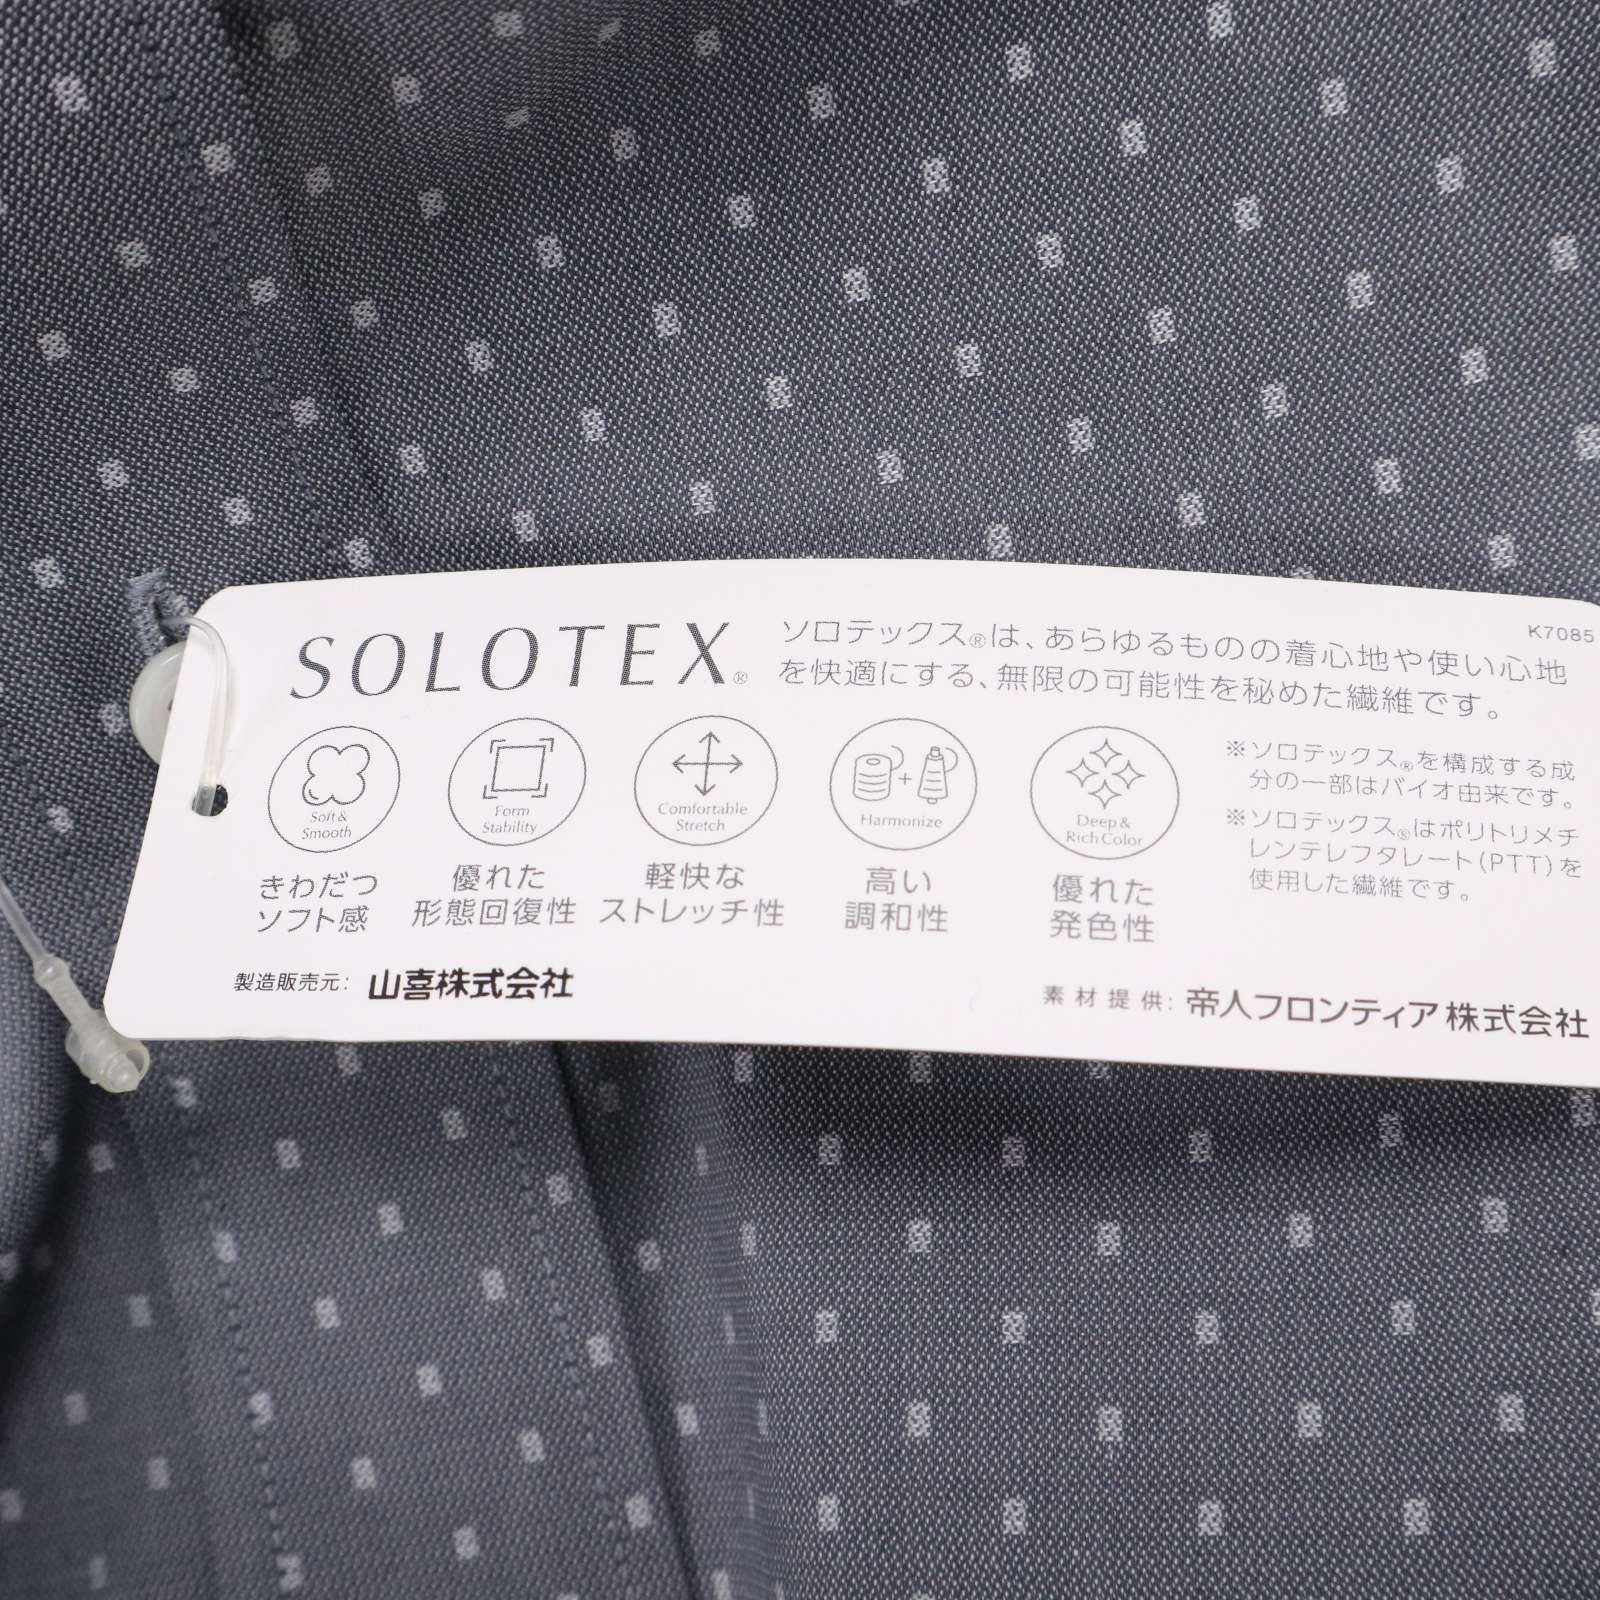 SOLOTEX®
ソロテックス®は、あらゆるものの着心地や使い心地
を快適にする、無限の可能性を秘めた繊維です。
K7085
Soft &
Smooth
きわだつ
ソフト感
Form
Stability
優れた
形態回復性
Comfortable
Stretch
軽快な
ストレッチ性
Harmonize
高い
調和性
Deep &
Rich Color
優れた
発色性
※ソロテックス®を構成する成
分の一部はバイオ由来です。
※ソロテックス®はポリトリメチ
レンテレフタレート(PTT)を
使用した繊維です。
製造販売元: 山喜株式会社
素材提供: 帝人フロンティア株式会社